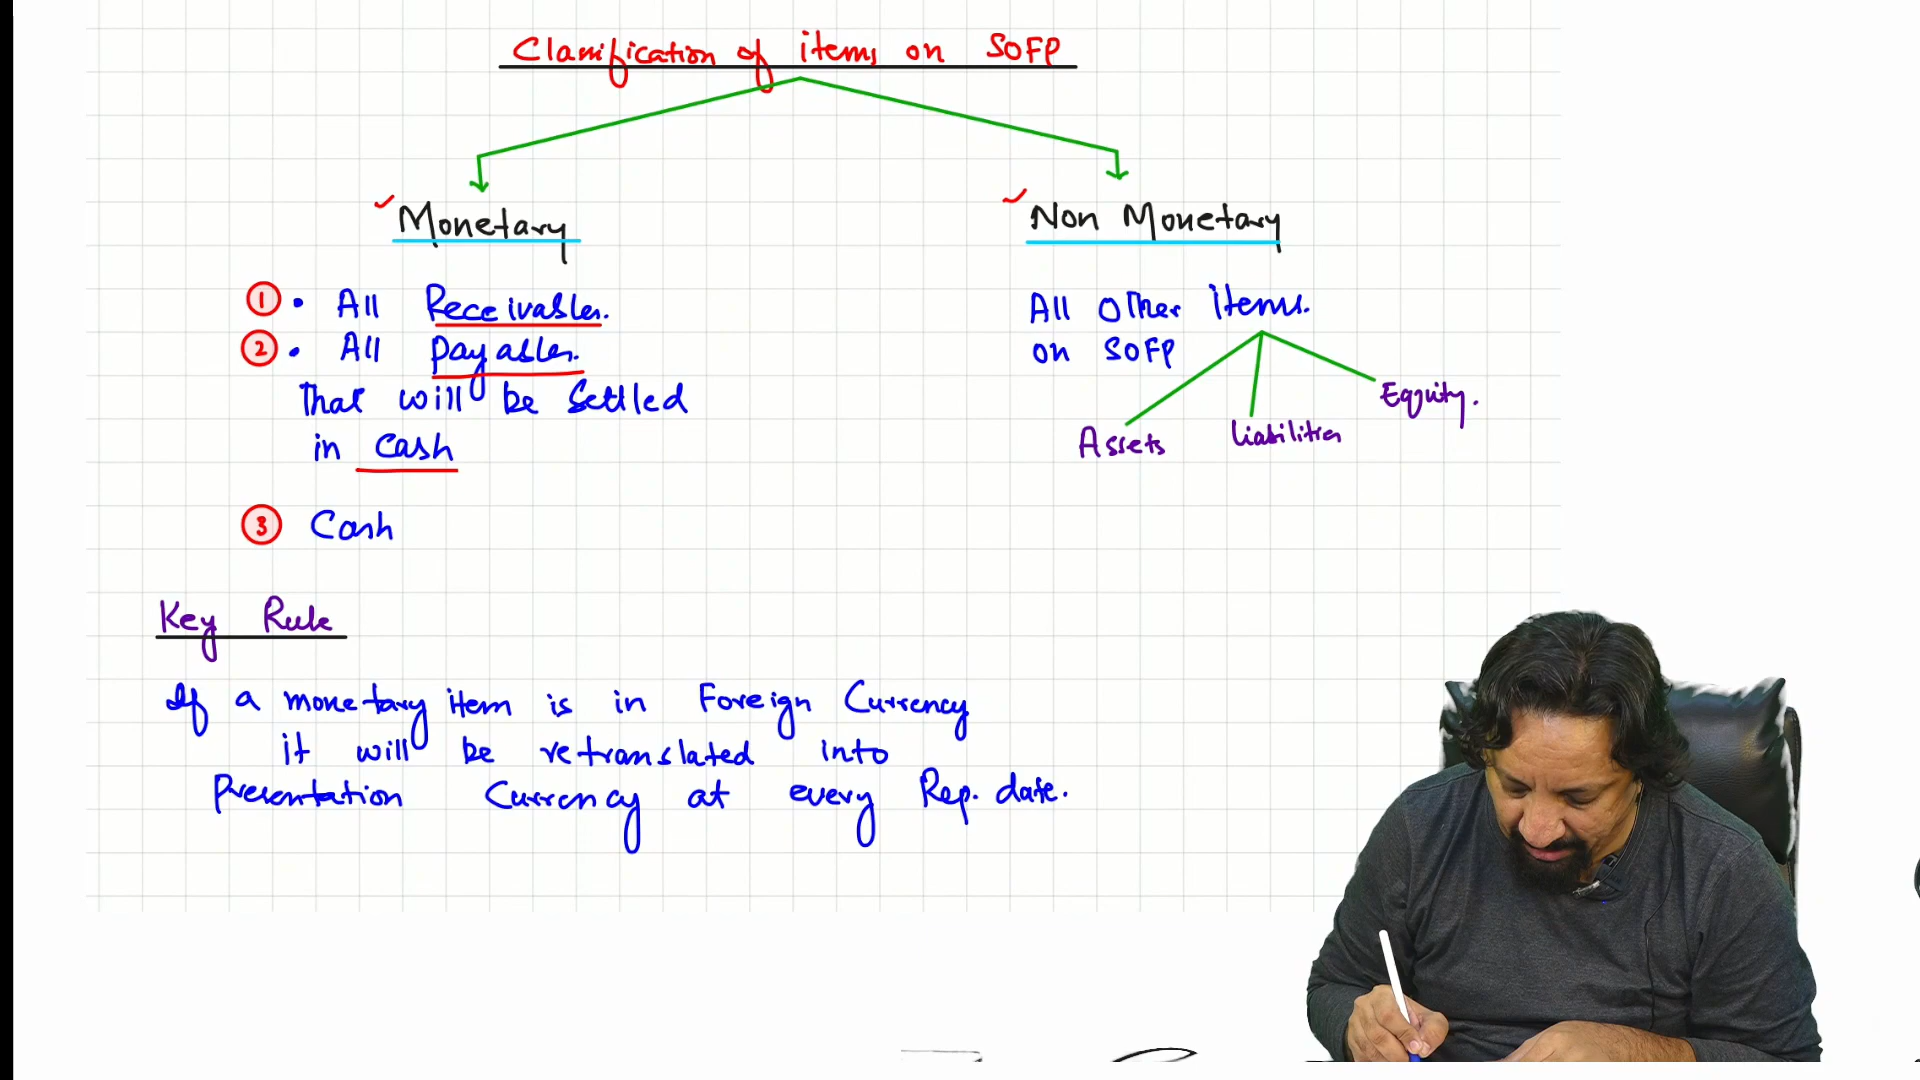 Classification of items on SOFP
Monetary
Non Monetary
① • All Receivables.
② • All payables.
That will be Settled
in cash
③ Cash
All other items.
on SOFP
Assets
Liabilities
Equity.
Key Rule
If a monetary item is in Foreign Currency
it will be retranslated into
Presentation Currency at every Rep. date.